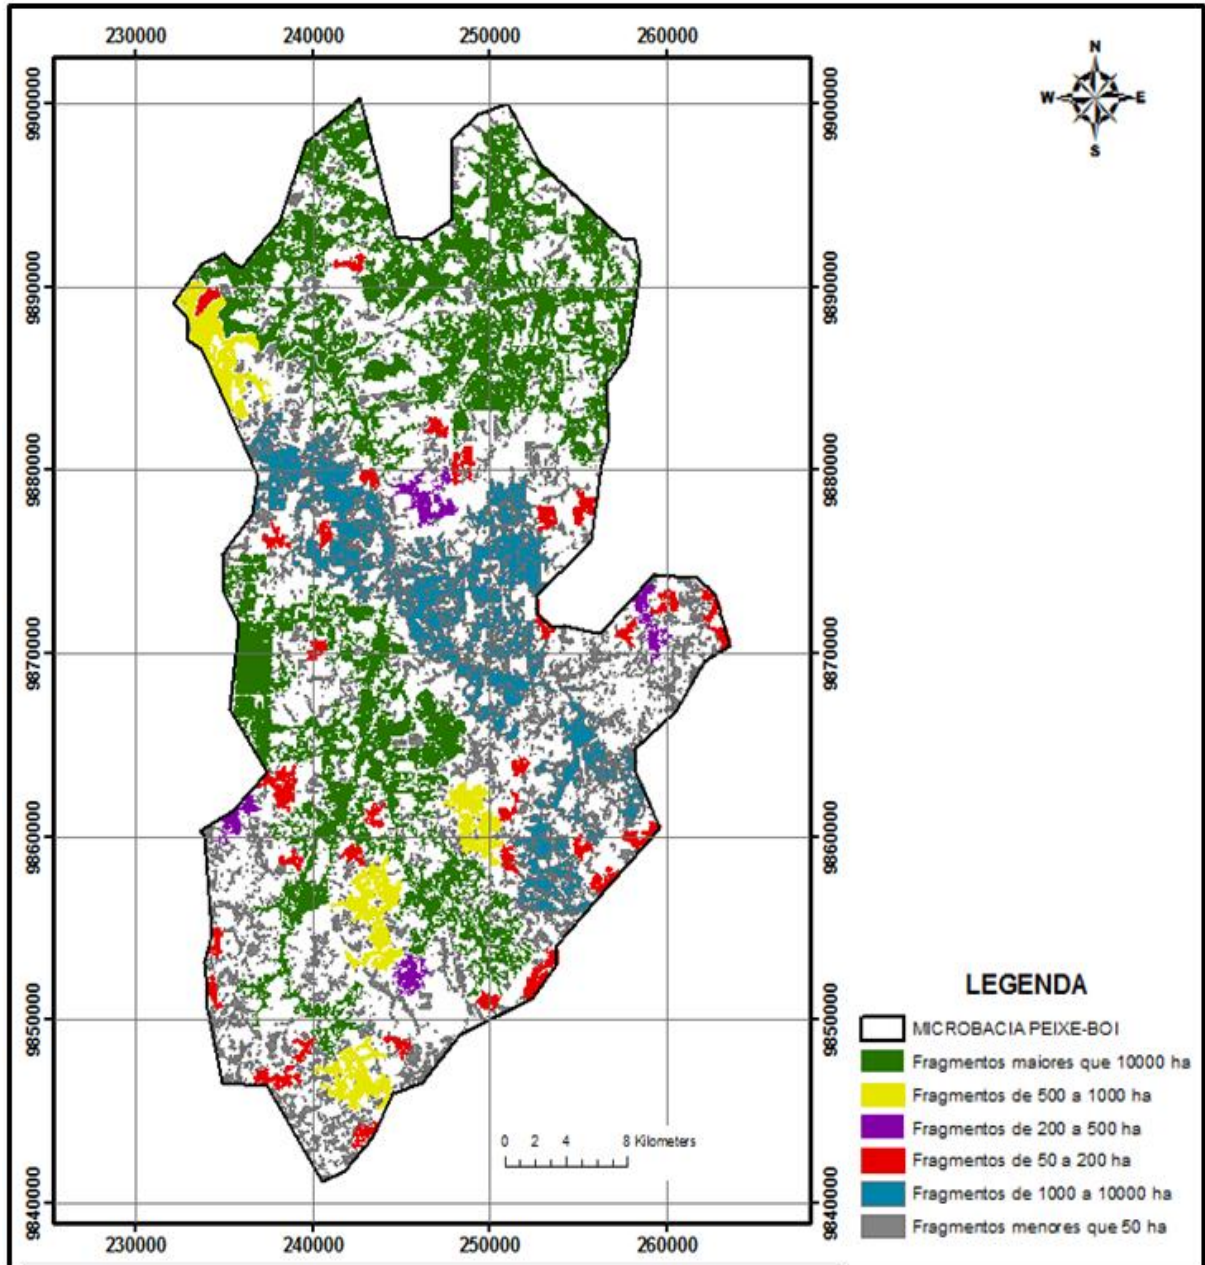 230000 240000 250000 260000
N
W E
S
9900000 9900000
9890000 9890000
9880000 9880000
9870000 9870000
9860000 9860000
9850000 9850000
9840000 9840000
0 2 4 8 Kilometers
230000 240000 250000 260000
LEGENDA
MICROBACIA PEIXE-BOI
Fragmentos maiores que 10000 ha
Fragmentos de 500 a 1000 ha
Fragmentos de 200 a 500 ha
Fragmentos de 50 a 200 ha
Fragmentos de 1000 a 10000 ha
Fragmentos menores que 50 ha